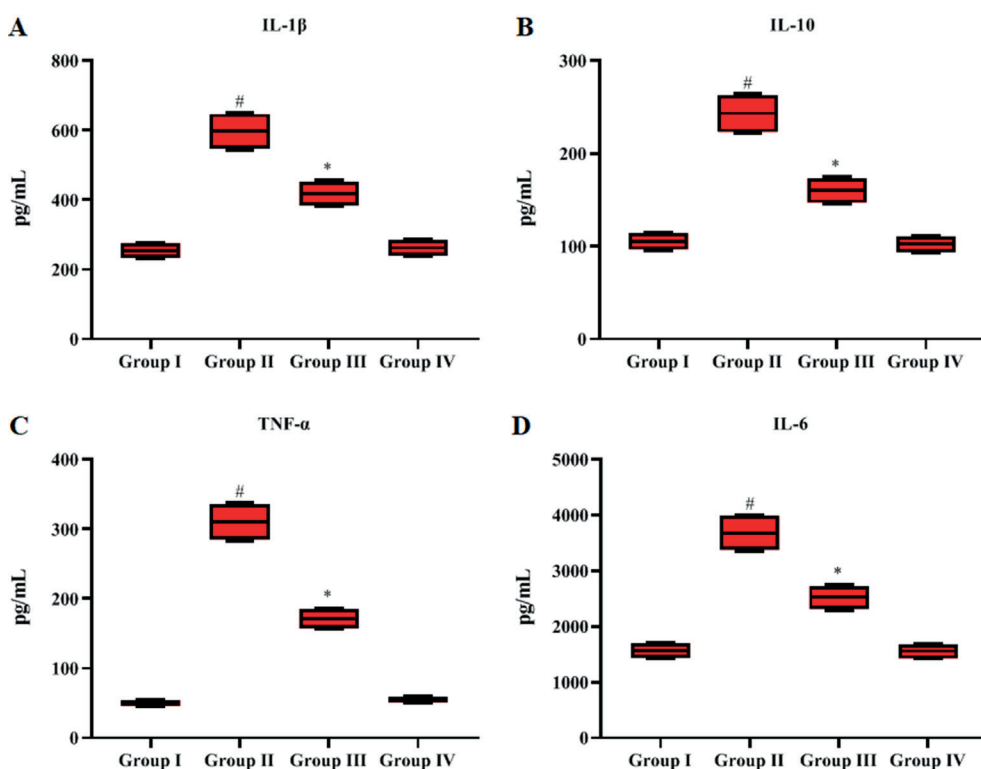 A
IL-1β
pg/mL
800
600
400
200
0
#
*
Group I Group II Group III Group IV
B
IL-10
pg/mL
300
200
100
0
#
*
Group I Group II Group III Group IV
C
TNF-α
pg/mL
400
300
200
100
0
#
*
Group I Group II Group III Group IV
D
IL-6
pg/mL
5000
4000
3000
2000
1000
0
#
*
Group I Group II Group III Group IV